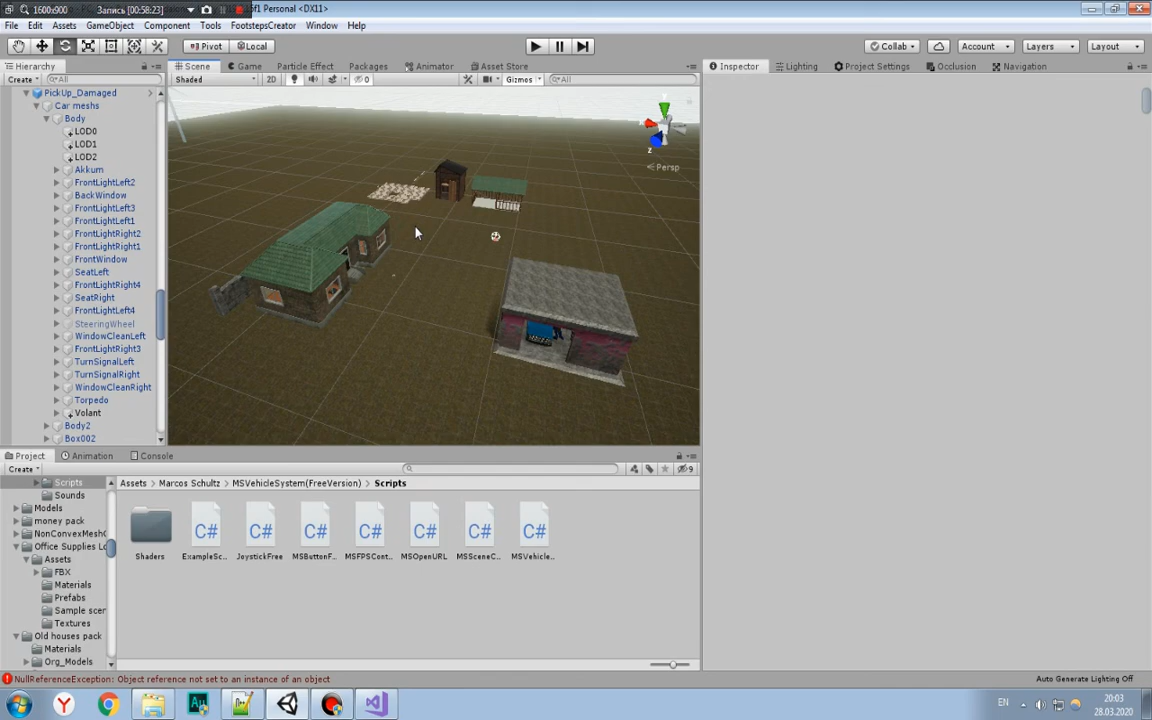 1600x900 Запись [00:58:23] 5f1 Personal <DX11>
File Edit Assets GameObject Component Tools FootstepsCreator Window Help
Pivot Local Collab Account Layers Layout
Hierarchy Scene Game Particle Effect Packages Animator Asset Store Inspector Lighting Project Settings Occlusion Navigation
Create All Shaded 2D 0 Gizmos All
PickUp_Damaged
Car meshs
Body
LOD0
LOD1
LOD2
Akkum
FrontLightLeft2
BackWindow
FrontLightLeft3
FrontLightLeft1
FrontLightRight2
FrontLightRight1
FrontWindow
SeatLeft
FrontLightRight4
SeatRight
FrontLightLeft4
SteeringWheel
WindowCleanLeft
FrontLightRight3
TurnSignalLeft
TurnSignalRight
WindowCleanRight
Torpedo
Volant
Body2
Box002
z
Persp
Project Animation Console
Create 9
Scripts
Sounds
Models
money pack
NonConvexMeshC
Office Supplies Lo
Assets
FBX
Materials
Prefabs
Sample scen
Textures
Old houses pack
Materials
Org_Models
Assets Marcos Schultz MSVehicleSystem(FreeVersion) Scripts
C# C# C# C# C# C# C#
Shaders ExampleSc.. JoystickFree MSButtonF.. MSFPSCont.. MSOpenURL MSSceneC.. MSVehicle..
NullReferenceException: Object reference not set to an instance of an object
Auto Generate Lighting Off
EN 20:03
28.03.2020